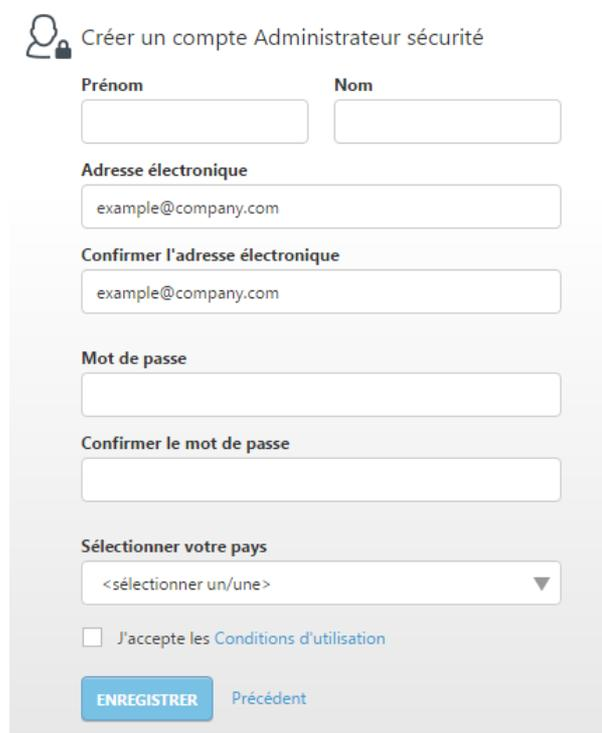 Créer un compte Administrateur sécurité
Prénom Nom
Adresse électronique
example@company.com
Confirmer l'adresse électronique
example@company.com
Mot de passe
Confirmer le mot de passe
Sélectionner votre pays
<sélectionner un/une>
J'accepte les Conditions d'utilisation
ENREGISTRER Précédent